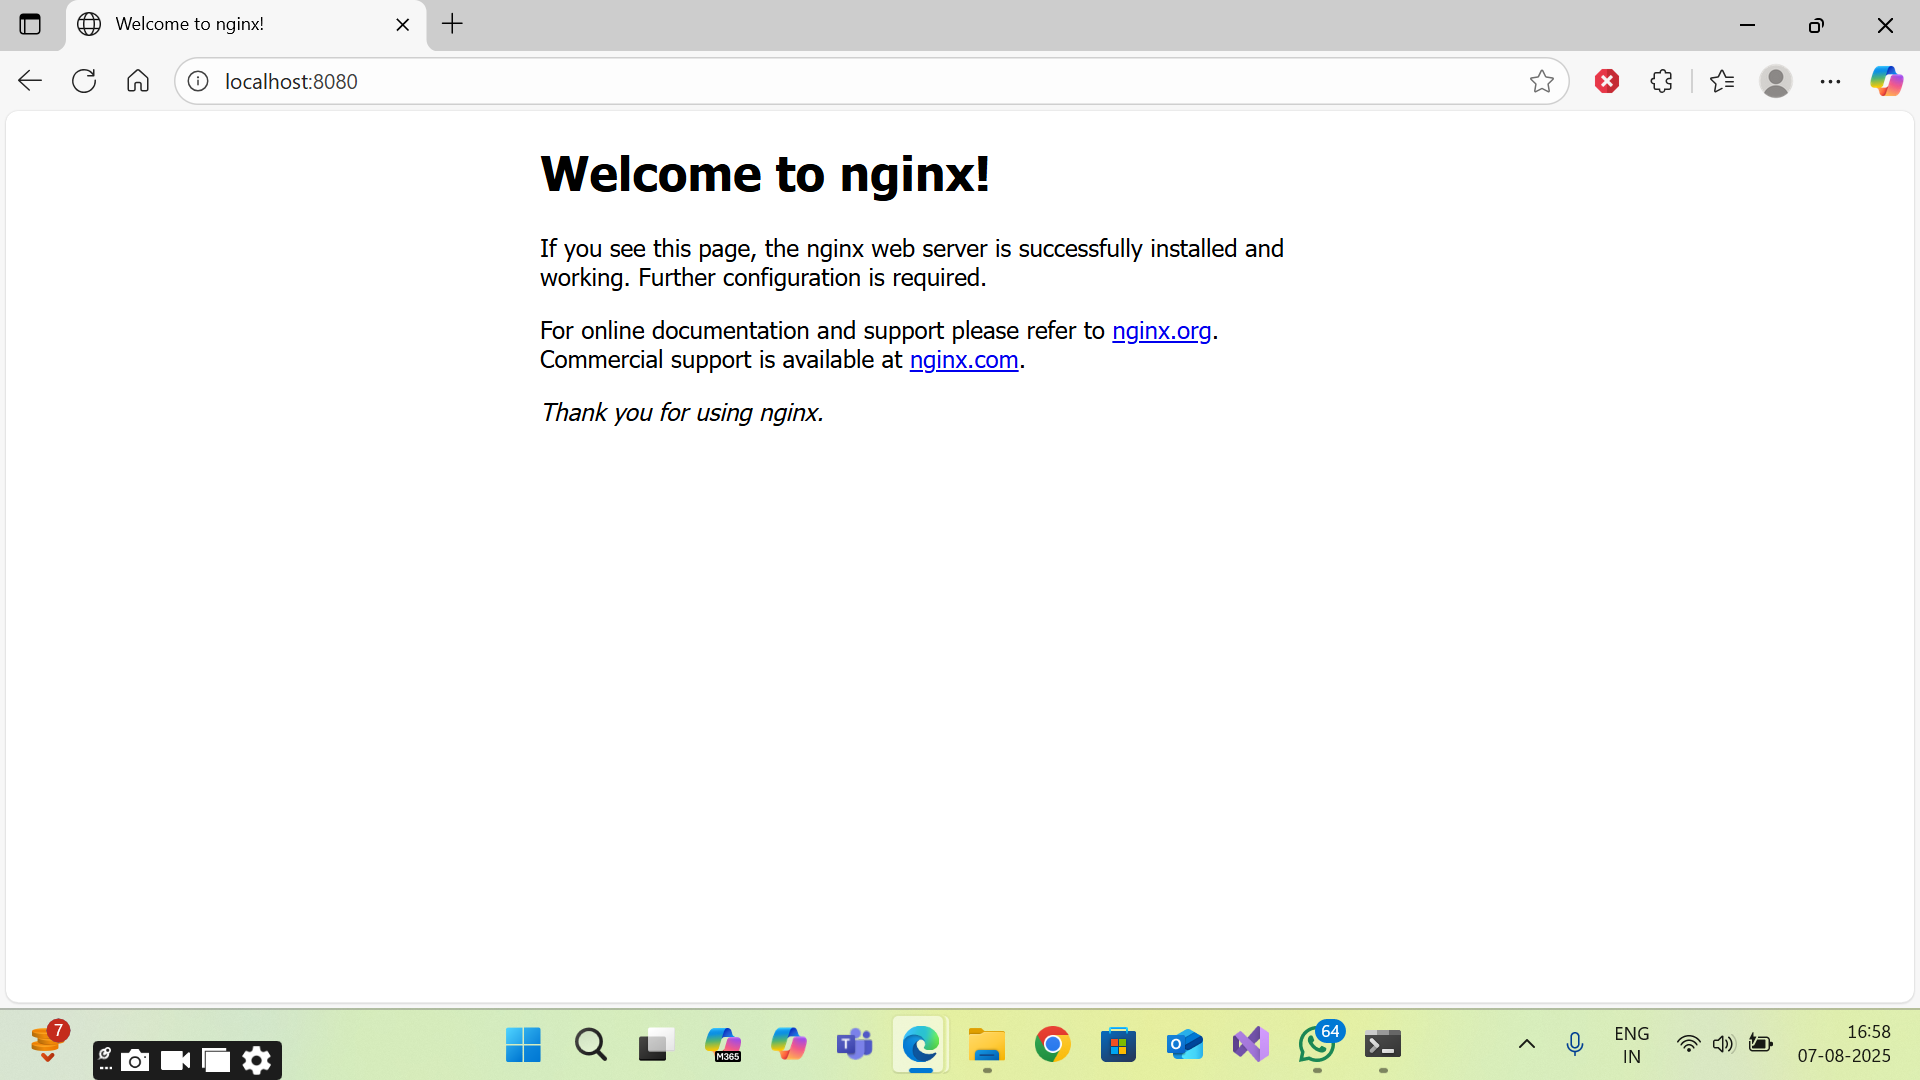 Welcome to nginx!
localhost:8080
Welcome to nginx!
If you see this page, the nginx web server is successfully installed and
working. Further configuration is required.
For online documentation and support please refer to nginx.org.
Commercial support is available at nginx.com.
Thank you for using nginx.
7
M365
T
O
64
ENG
IN
16:58
07-08-2025